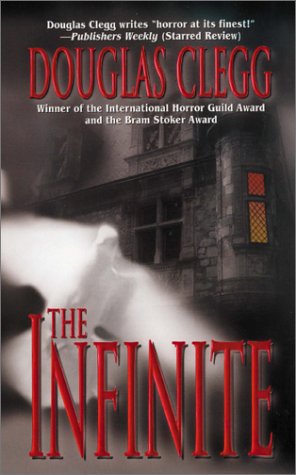 Douglas Clegg writes "horror at its finest!"
—Publishers Weekly (Starred Review)
DOUGLAS CLEGG
Winner of the International Horror Guild Award
and the Bram Stoker Award
THE
INFINITE